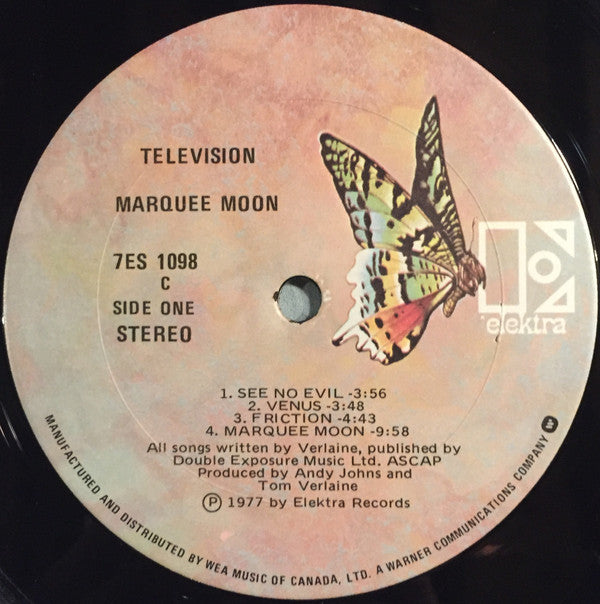 TELEVISION
MARQUEE MOON
7ES 1098
C
SIDE ONE
STEREO
elektra
1. SEE NO EVIL -3:56
2. VENUS -3:48
3. FRICTION -4:43
4. MARQUEE MOON -9:58
All songs written by Verlaine, published by
Double Exposure Music Ltd. ASCAP
Produced by Andy Johns and
Tom Verlaine
Ⓟ 1977 by Elektra Records
MANUFACTURED AND DISTRIBUTED BY WEA MUSIC OF CANADA, LTD. A WARNER COMMUNICATIONS COMPANY